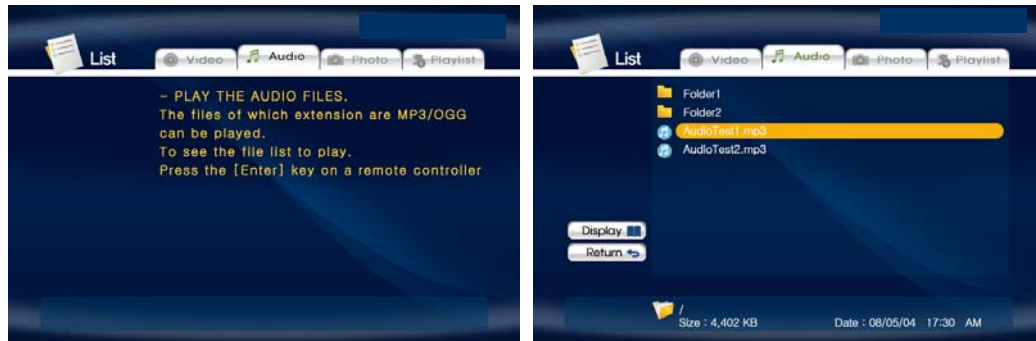 List
Video Audio Photo Playlist
– PLAY THE AUDIO FILES.
The files of which extension are MP3/OGG
can be played.
To see the file list to play.
Press the [Enter] key on a remote controller
List
Video Audio Photo Playlist
Folder1
Folder2
AudioTest1.mp3
AudioTest2.mp3
Display
Return
/
Size : 4,402 KB Date : 08/05/04 17:30 AM